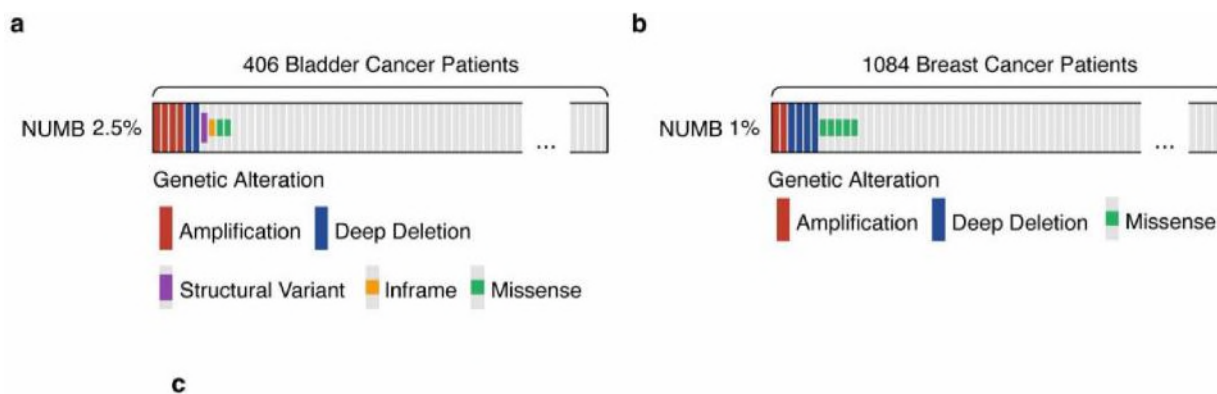 a
406 Bladder Cancer Patients
NUMB 2.5%
...
Genetic Alteration
Amplification
Deep Deletion
Structural Variant
Inframe
Missense
b
1084 Breast Cancer Patients
NUMB 1%
...
Genetic Alteration
Amplification
Deep Deletion
Missense
c